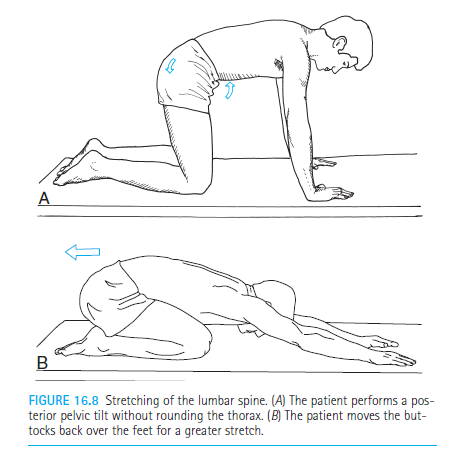 A
B
FIGURE 16.8 Stretching of the lumbar spine. (A) The patient performs a pos-
terior pelvic tilt without rounding the thorax. (B) The patient moves the but-
tocks back over the feet for a greater stretch.